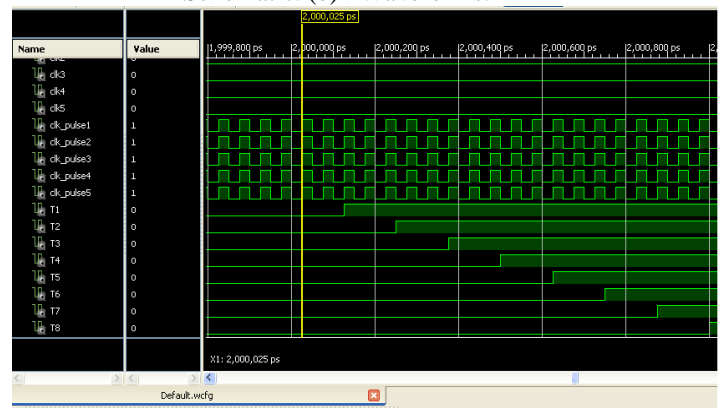 2,000,025 ps
Name Value 1,999,800 ps 2,000,000 ps 2,000,200 ps 2,000,400 ps 2,000,600 ps 2,000,800 ps 2,
clk3 0
clk4 0
clk5 0
clk_pulse1 1
clk_pulse2 1
clk_pulse3 1
clk_pulse4 1
clk_pulse5 1
T1 0
T2 0
T3 0
T4 0
T5 0
T6 0
T7 0
T8 0
X1: 2,000,025 ps
Default.wcfg